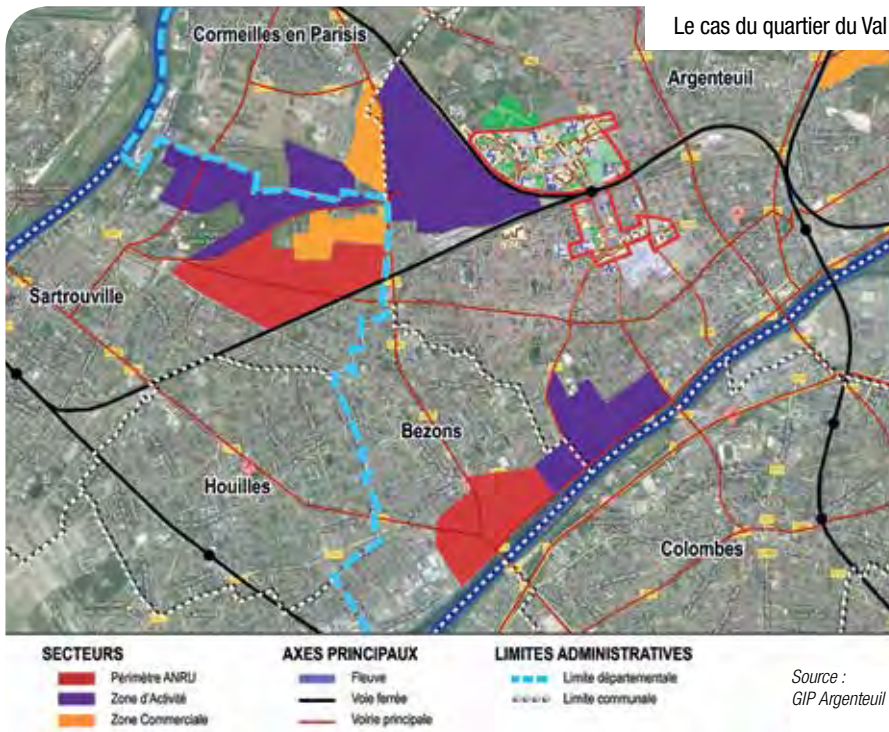 Le cas du quartier du Val
Cormeilles en Parisis
Argenteuil
Sartrouville
Bezons
Houilles
Colombes
SECTEURS
Périmètre ANRU
Zone d'Activité
Zone Commerciale
AXES PRINCIPAUX
Fleuve
Voie ferrée
Voirie principale
LIMITES ADMINISTRATIVES
Limite départementale
Limite communale
Source :
GIP Argenteuil